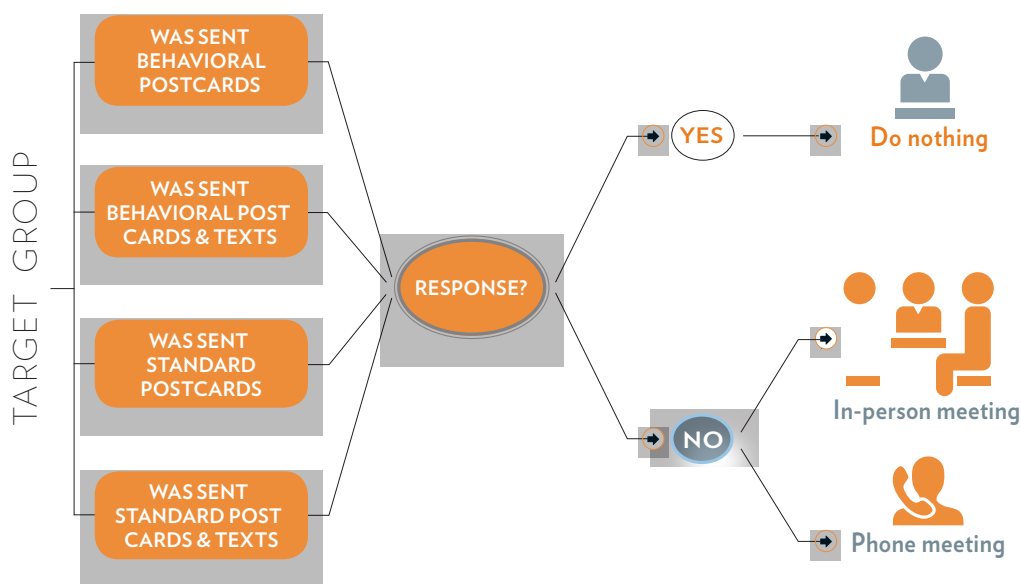 TARGET GROUP
WAS SENT
BEHAVIORAL
POSTCARDS
WAS SENT
BEHAVIORAL POST
CARDS & TEXTS
WAS SENT
STANDARD
POSTCARDS
WAS SENT
STANDARD POST
CARDS & TEXTS
RESPONSE?
YES
Do nothing
NO
In-person meeting
Phone meeting